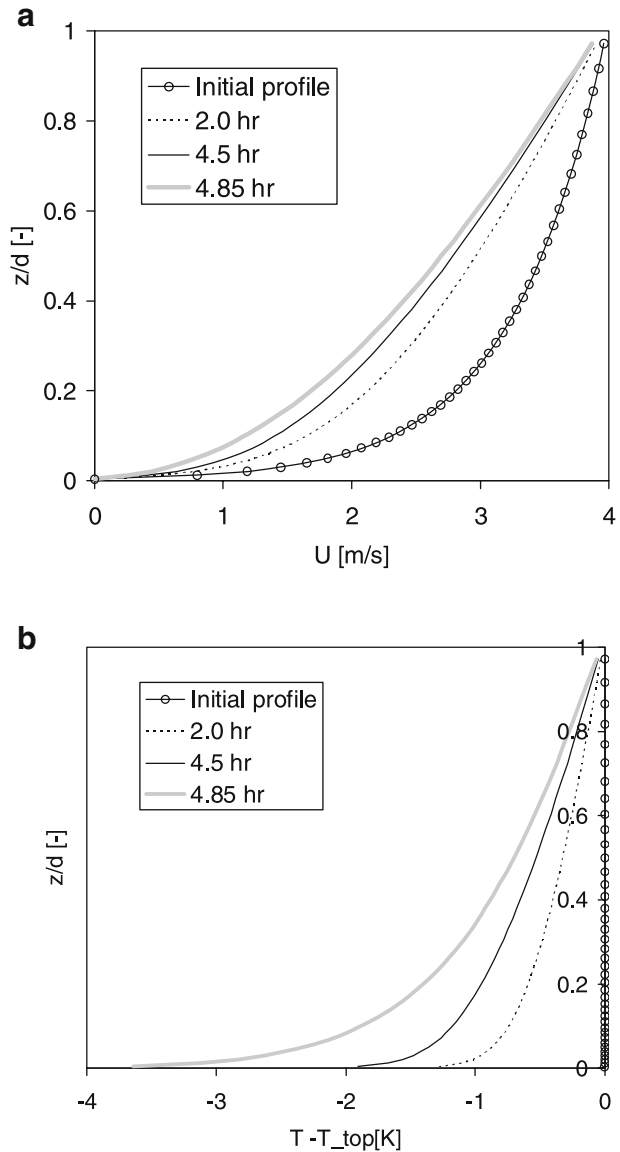 a
1
0.8
0.6
0.4
0.2
0
z/d [-]
Initial profile
2.0 hr
4.5 hr
4.85 hr
0 1 2 3 4
U [m/s]
b
1
0.8
0.6
0.4
0.2
0
z/d [-]
Initial profile
2.0 hr
4.5 hr
4.85 hr
-4 -3 -2 -1 0
T -T_top[K]